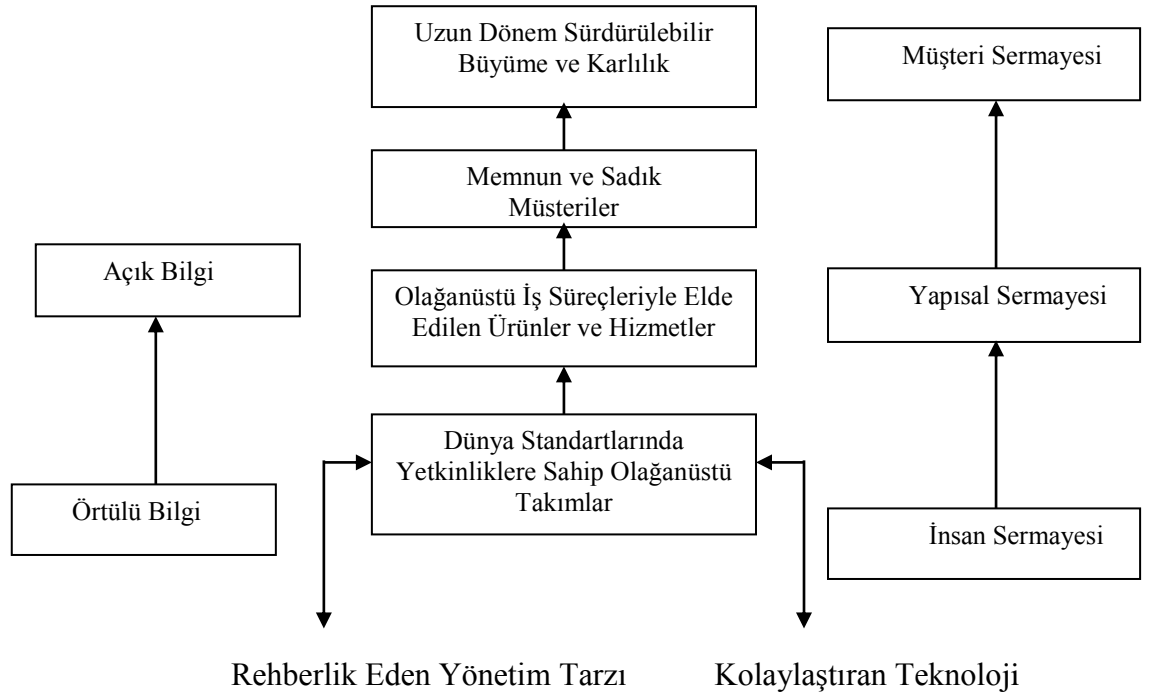 Uzun Dönem Sürdürülebilir
Büyüme ve Karlılık
Müşteri Sermayesi
Memnun ve Sadık
Müsteriler
Açık Bilgi
Olağanüstü İş Süreçleriyle Elde
Edilen Ürünler ve Hizmetler
Yapısal Sermayesi
Dünya Standartlarında
Yetkinliklere Sahip Olağanüstü
Takımlar
Örtülü Bilgi
İnsan Sermayesi
Rehberlik Eden Yönetim Tarzı
Kolaylaştıran Teknoloji